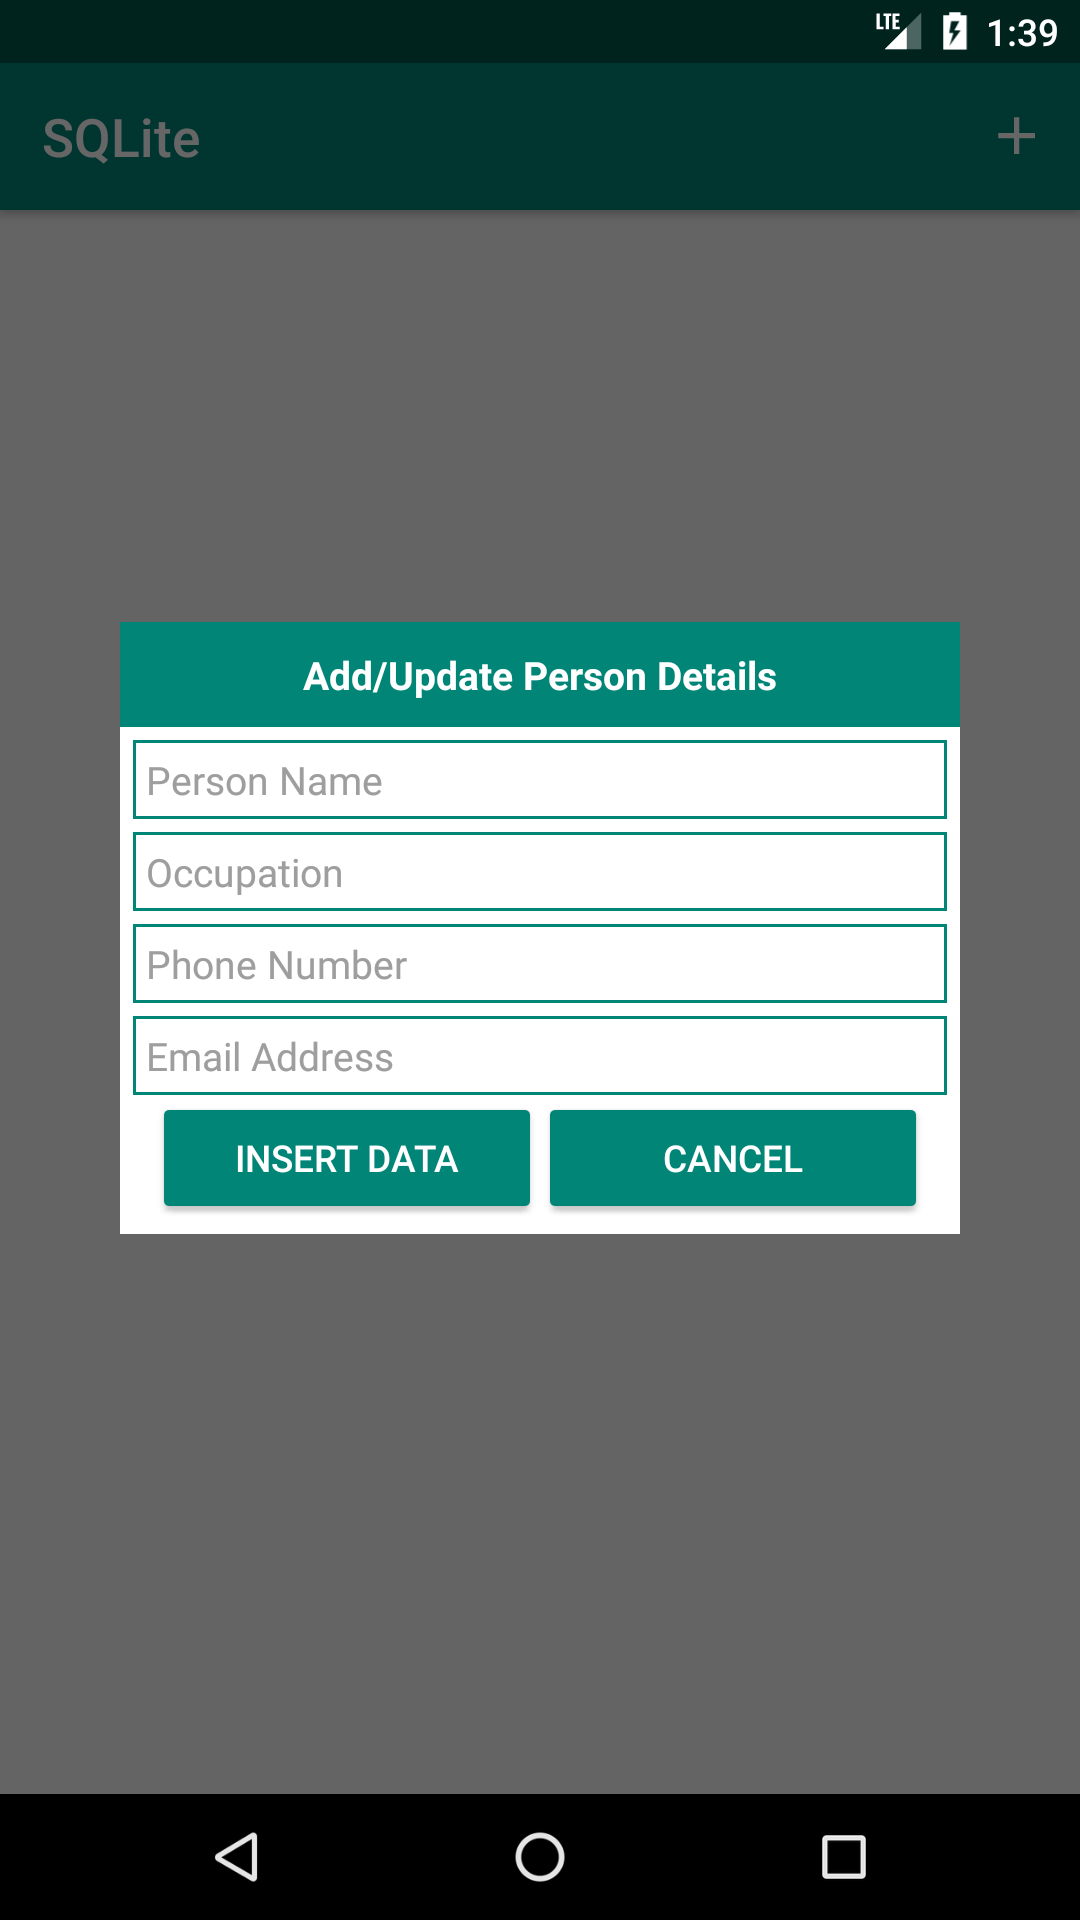 LTE 1:39
SQLite +
Add/Update Person Details
Person Name
Occupation
Phone Number
Email Address
INSERT DATA CANCEL